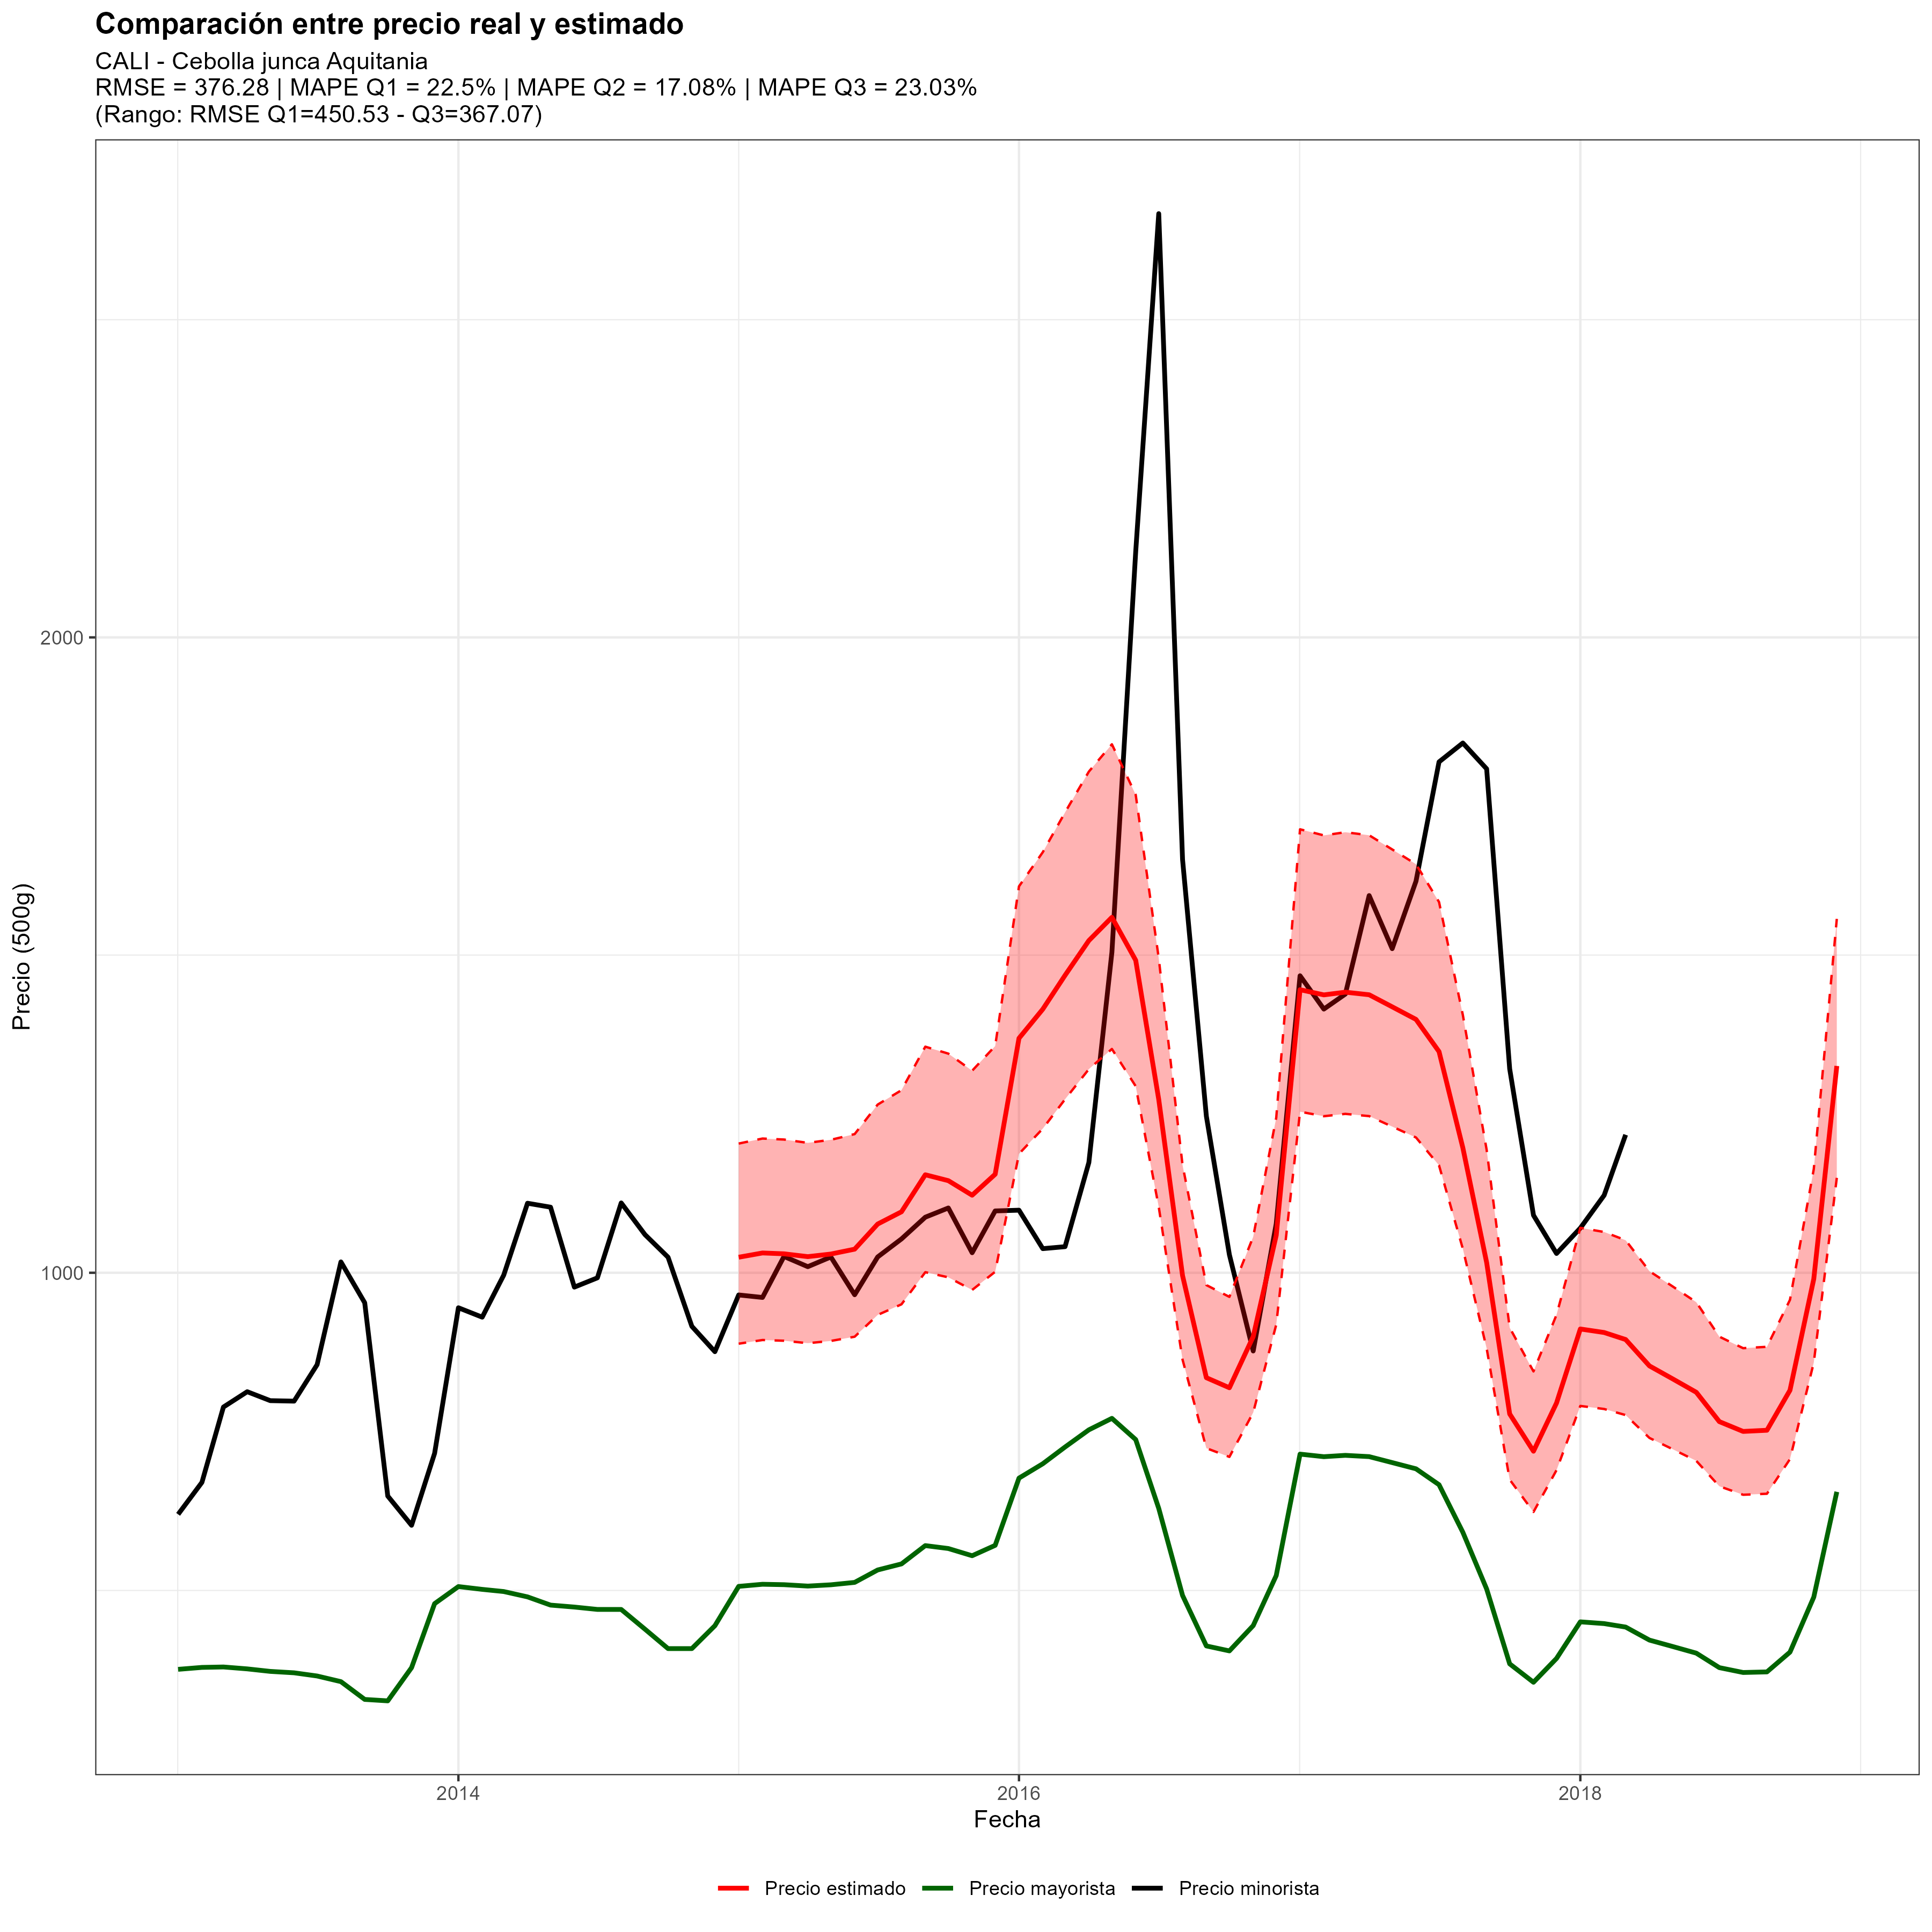 Comparación entre precio real y estimado
CALI - Cebolla junca Aquitania
RMSE = 376.28 | MAPE Q1 = 22.5% | MAPE Q2 = 17.08% | MAPE Q3 = 23.03%
(Rango: RMSE Q1=450.53 - Q3=367.07)
Precio (500g)
2000
1000
2014
2016
2018
Fecha
Precio estimado
Precio mayorista
Precio minorista